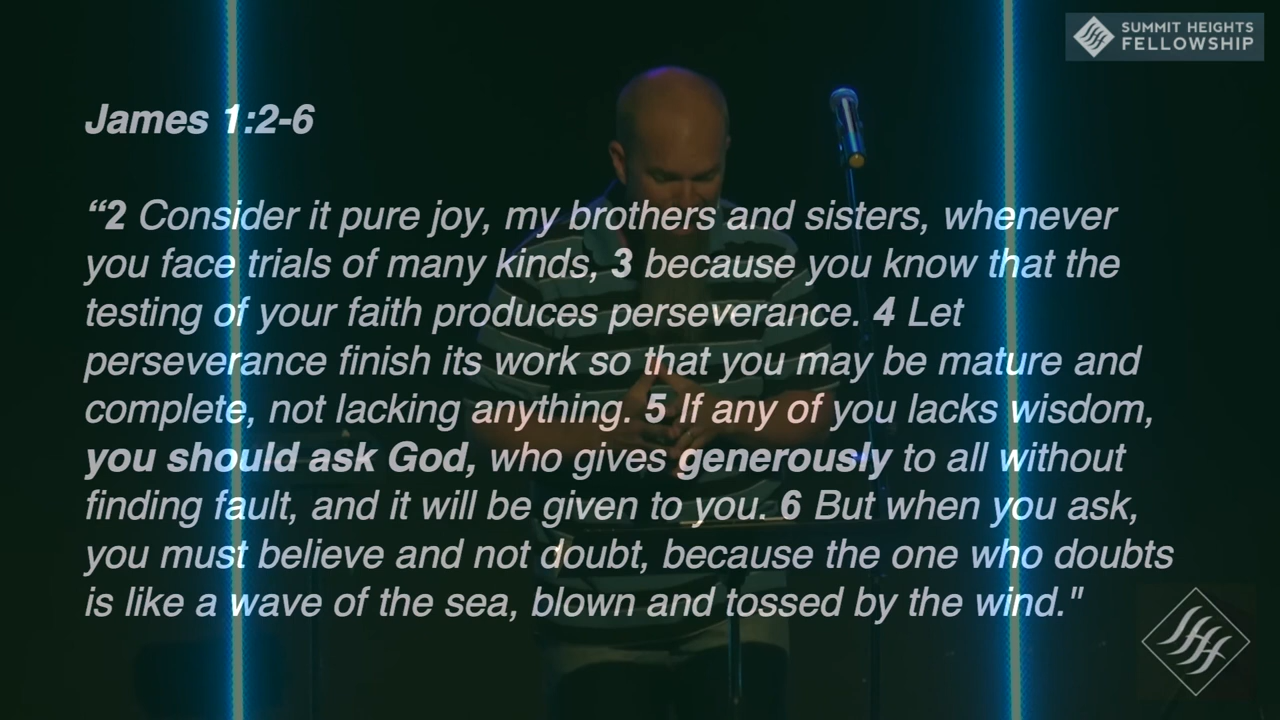 SUMMIT HEIGHTS
FELLOWSHIP
James 1:2-6
“2 Consider it pure joy, my brothers and sisters, whenever
you face trials of many kinds, 3 because you know that the
testing of your faith produces perseverance. 4 Let
perseverance finish its work so that you may be mature and
complete, not lacking anything. 5 If any of you lacks wisdom,
you should ask God, who gives generously to all without
finding fault, and it will be given to you. 6 But when you ask,
you must believe and not doubt, because the one who doubts
is like a wave of the sea, blown and tossed by the wind."